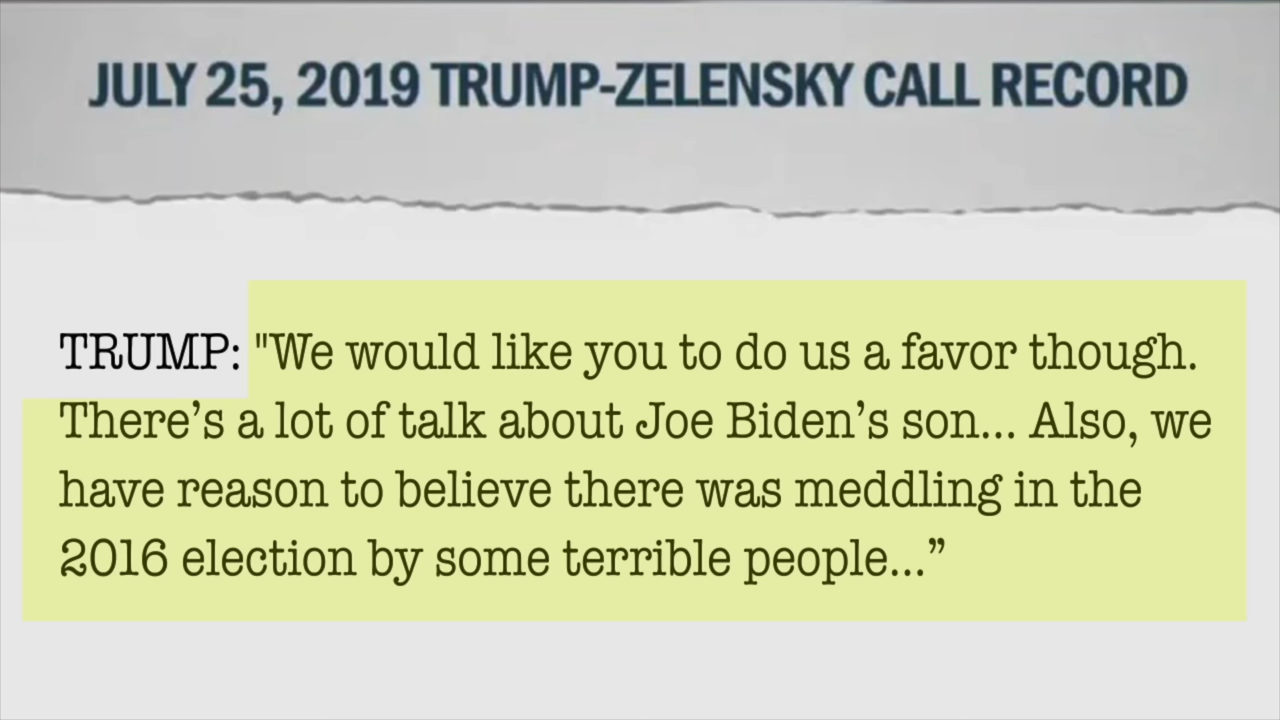 JULY 25, 2019 TRUMP-ZELENSKY CALL RECORD
TRUMP: "We would like you to do us a favor though.
There’s a lot of talk about Joe Biden’s son... Also, we
have reason to believe there was meddling in the
2016 election by some terrible people...”